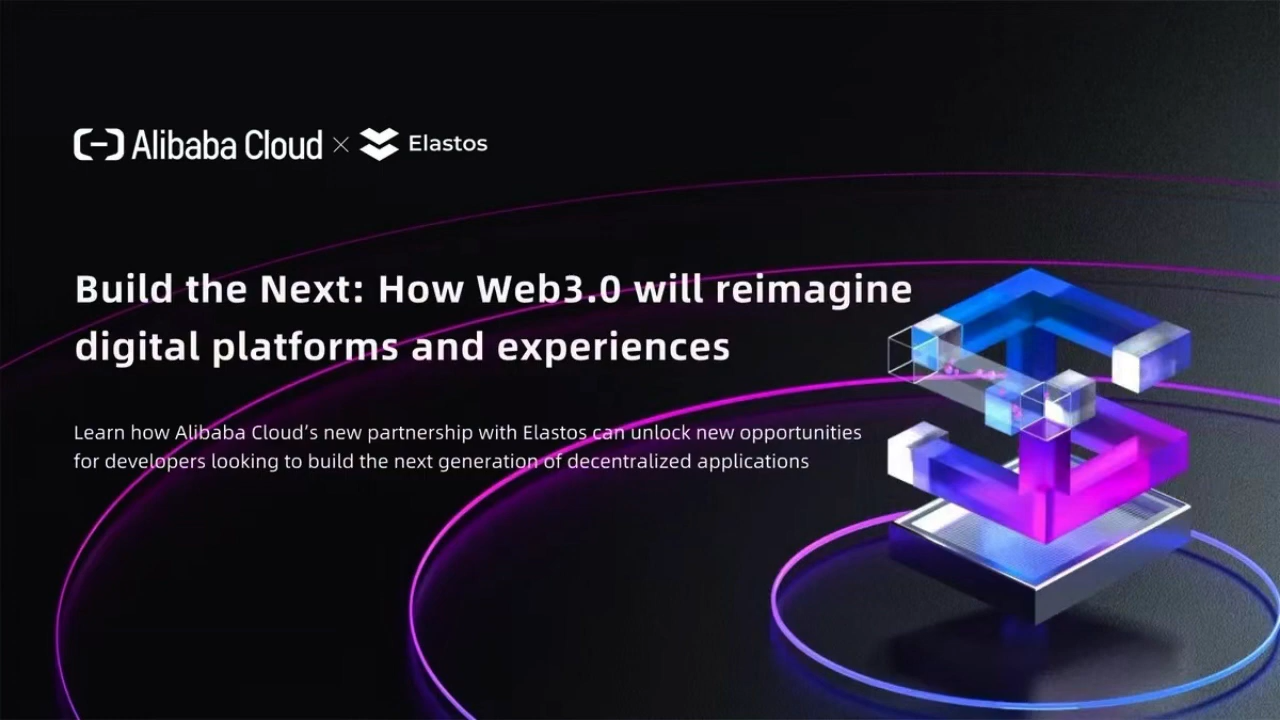 Alibaba Cloud × Elastos
Build the Next: How Web3.0 will reimagine
digital platforms and experiences
Learn how Alibaba Cloud’s new partnership with Elastos can unlock new opportunities
for developers looking to build the next generation of decentralized applications